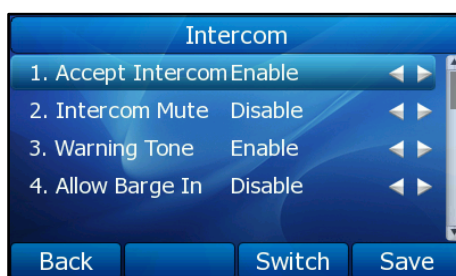 Intercom
1. Accept Intercom Enable
2. Intercom Mute Disable
3. Warning Tone Enable
4. Allow Barge In Disable
Back Switch Save